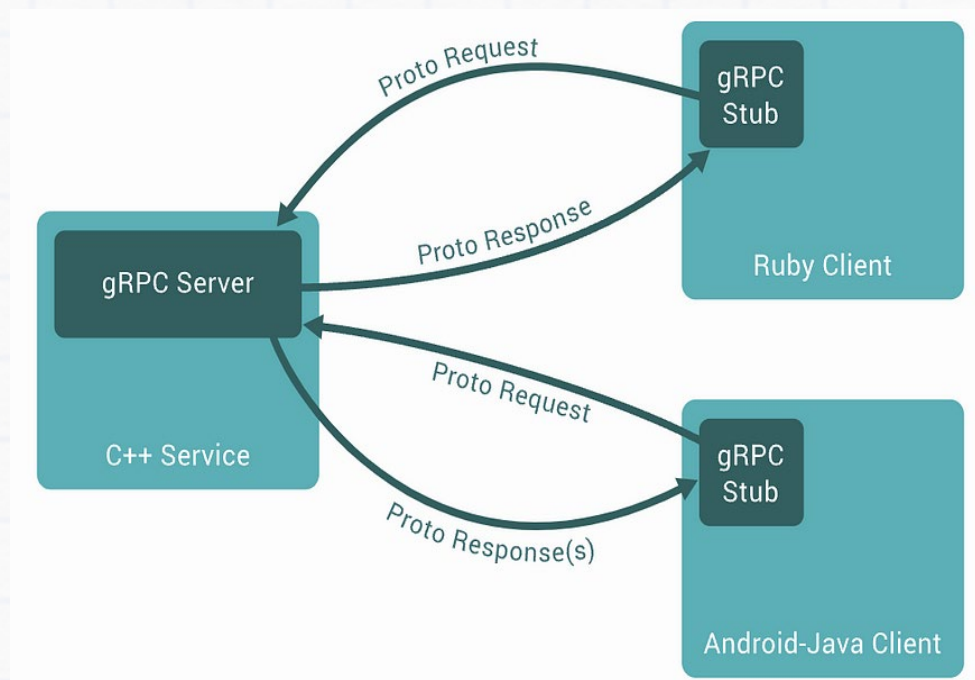 Proto Request
gRPC
Stub
Proto Response
Ruby Client
gRPC Server
C++ Service
Proto Request
gRPC
Stub
Proto Response(s)
Android-Java Client